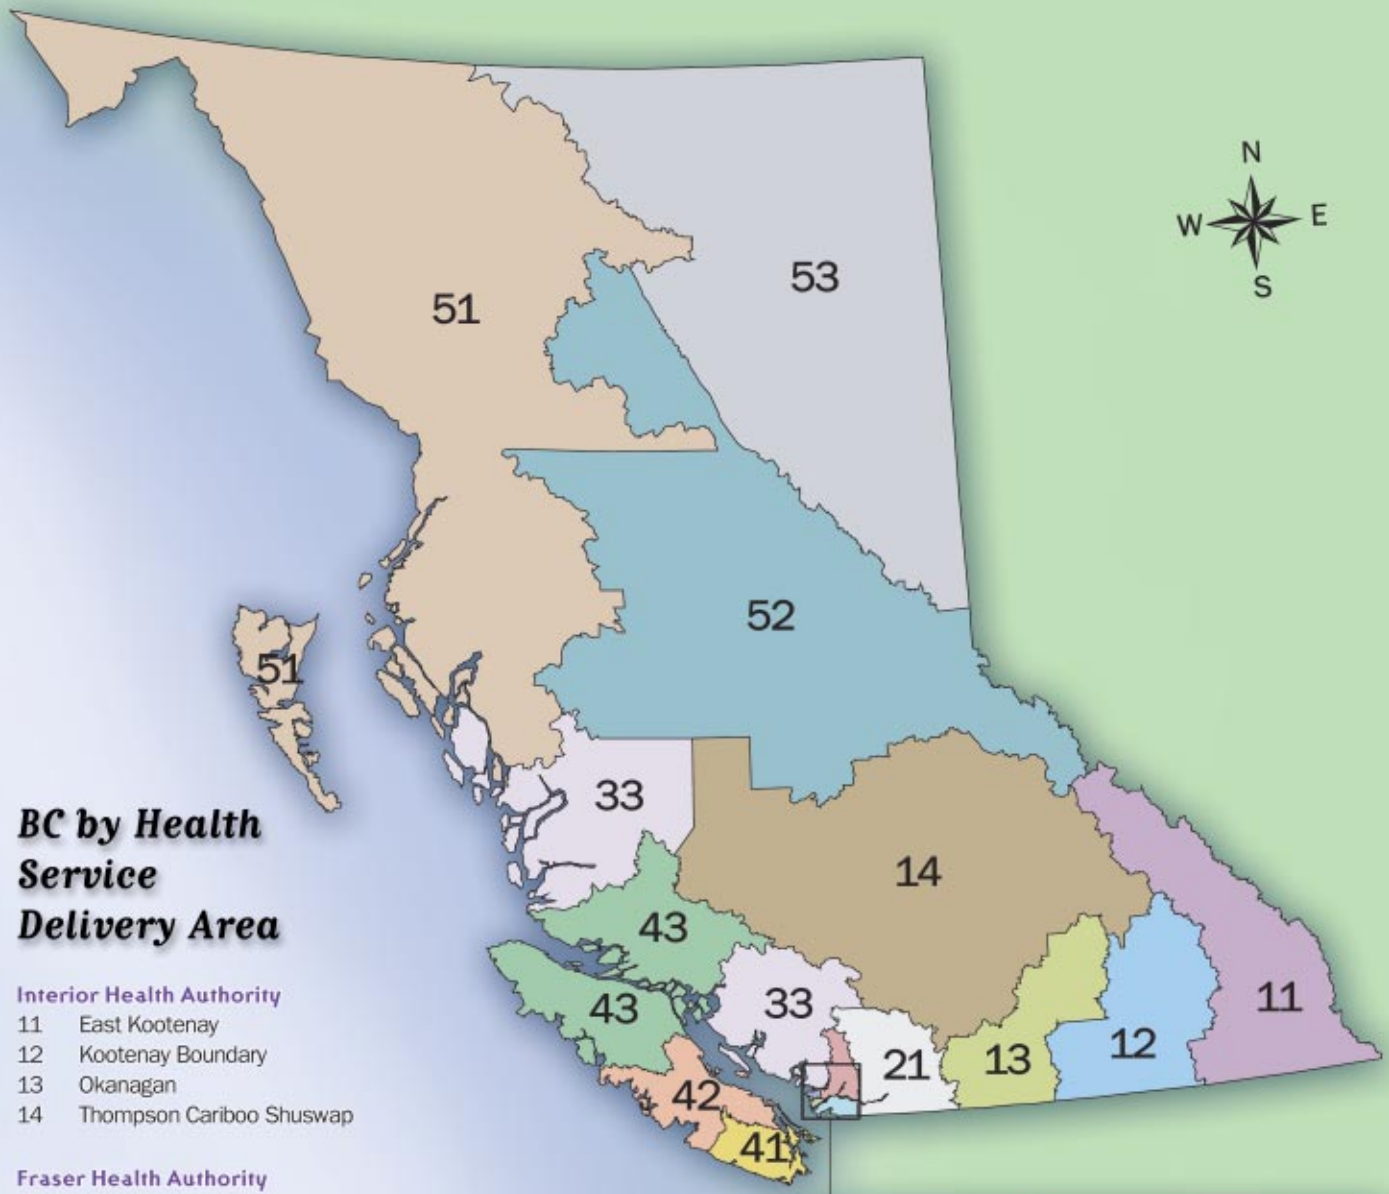 N
W E
S
53
51
52
51
33
14
43
43
33
11
12
13
21
42
41
BC by Health
Service
Delivery Area
Interior Health Authority
11 East Kootenay
12 Kootenay Boundary
13 Okanagan
14 Thompson Cariboo Shuswap
Fraser Health Authority